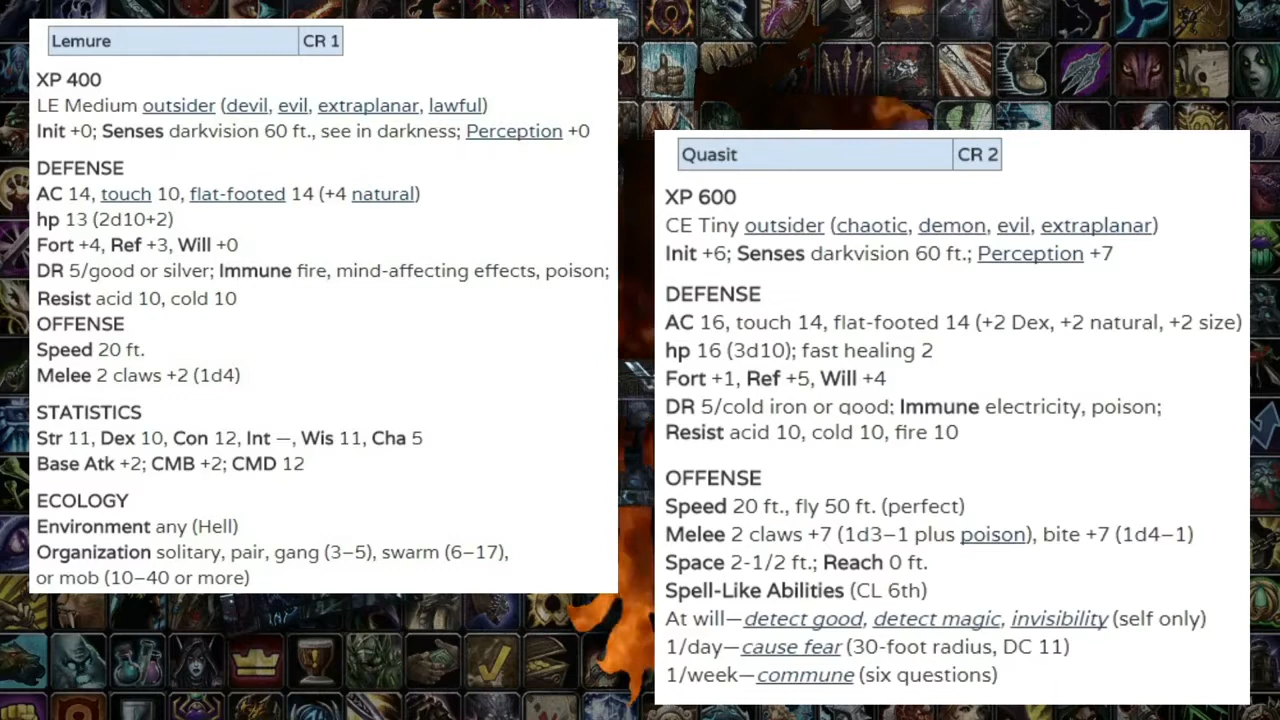 Lemure CR 1
XP 400
LE Medium outsider (devil, evil, extraplanar, lawful)
Init +0; Senses darkvision 60 ft., see in darkness; Perception +0
DEFENSE
AC 14, touch 10, flat-footed 14 (+4 natural)
hp 13 (2d10+2)
Fort +4, Ref +3, Will +0
DR 5/good or silver; Immune fire, mind-affecting effects, poison;
Resist acid 10, cold 10
OFFENSE
Speed 20 ft.
Melee 2 claws +2 (1d4)
STATISTICS
Str 11, Dex 10, Con 12, Int —, Wis 11, Cha 5
Base Atk +2; CMB +2; CMD 12
ECOLOGY
Environment any (Hell)
Organization solitary, pair, gang (3–5), swarm (6–17),
or mob (10–40 or more)
Quasit CR 2
XP 600
CE Tiny outsider (chaotic, demon, evil, extraplanar)
Init +6; Senses darkvision 60 ft.; Perception +7
DEFENSE
AC 16, touch 14, flat-footed 14 (+2 Dex, +2 natural, +2 size)
hp 16 (3d10); fast healing 2
Fort +1, Ref +5, Will +4
DR 5/cold iron or good; Immune electricity, poison;
Resist acid 10, cold 10, fire 10
OFFENSE
Speed 20 ft., fly 50 ft. (perfect)
Melee 2 claws +7 (1d3–1 plus poison), bite +7 (1d4–1)
Space 2-1/2 ft.; Reach 0 ft.
Spell-Like Abilities (CL 6th)
At will—detect good, detect magic, invisibility (self only)
1/day—cause fear (30-foot radius, DC 11)
1/week—commune (six questions)